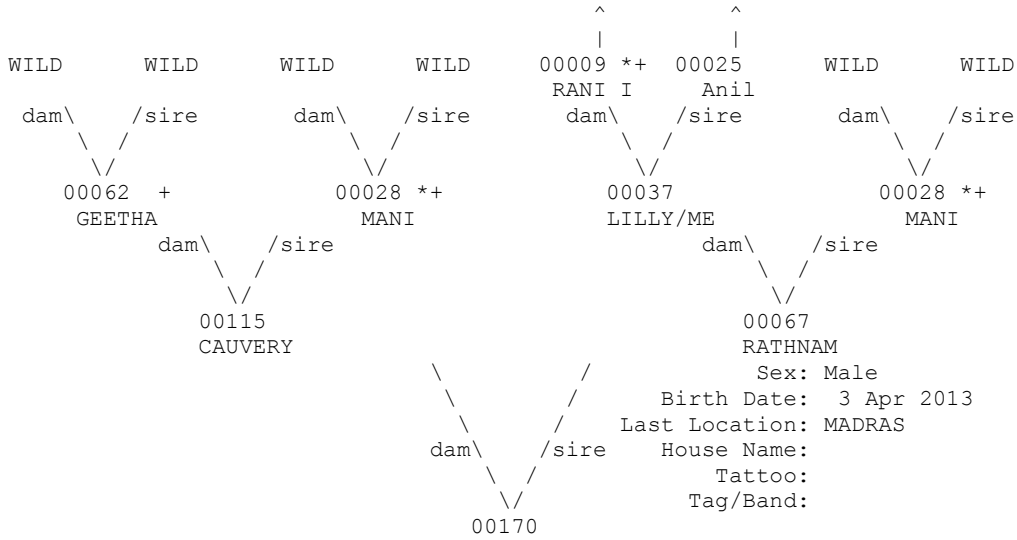 ^ ^
| |
WILD WILD WILD WILD 00009 *+ 00025 WILD WILD
RANI I Anil
dam\ /sire dam\ /sire dam\ /sire dam\ /sire
\ / \ / \ / \ /
\/ \/ \/ \/
00062 + 00028 *+ 00037 00028 *+
GEETHA MANI LILLY/ME MANI
dam\ /sire dam\ /sire
\ / \ /
\/ \/
00115 00067
CAUVERY RATHNAM
\ / Sex: Male
\ / Birth Date: 3 Apr 2013
\ / Last Location: MADRAS
dam\ /sire House Name:
\ / Tattoo:
\/ Tag/Band:
00170